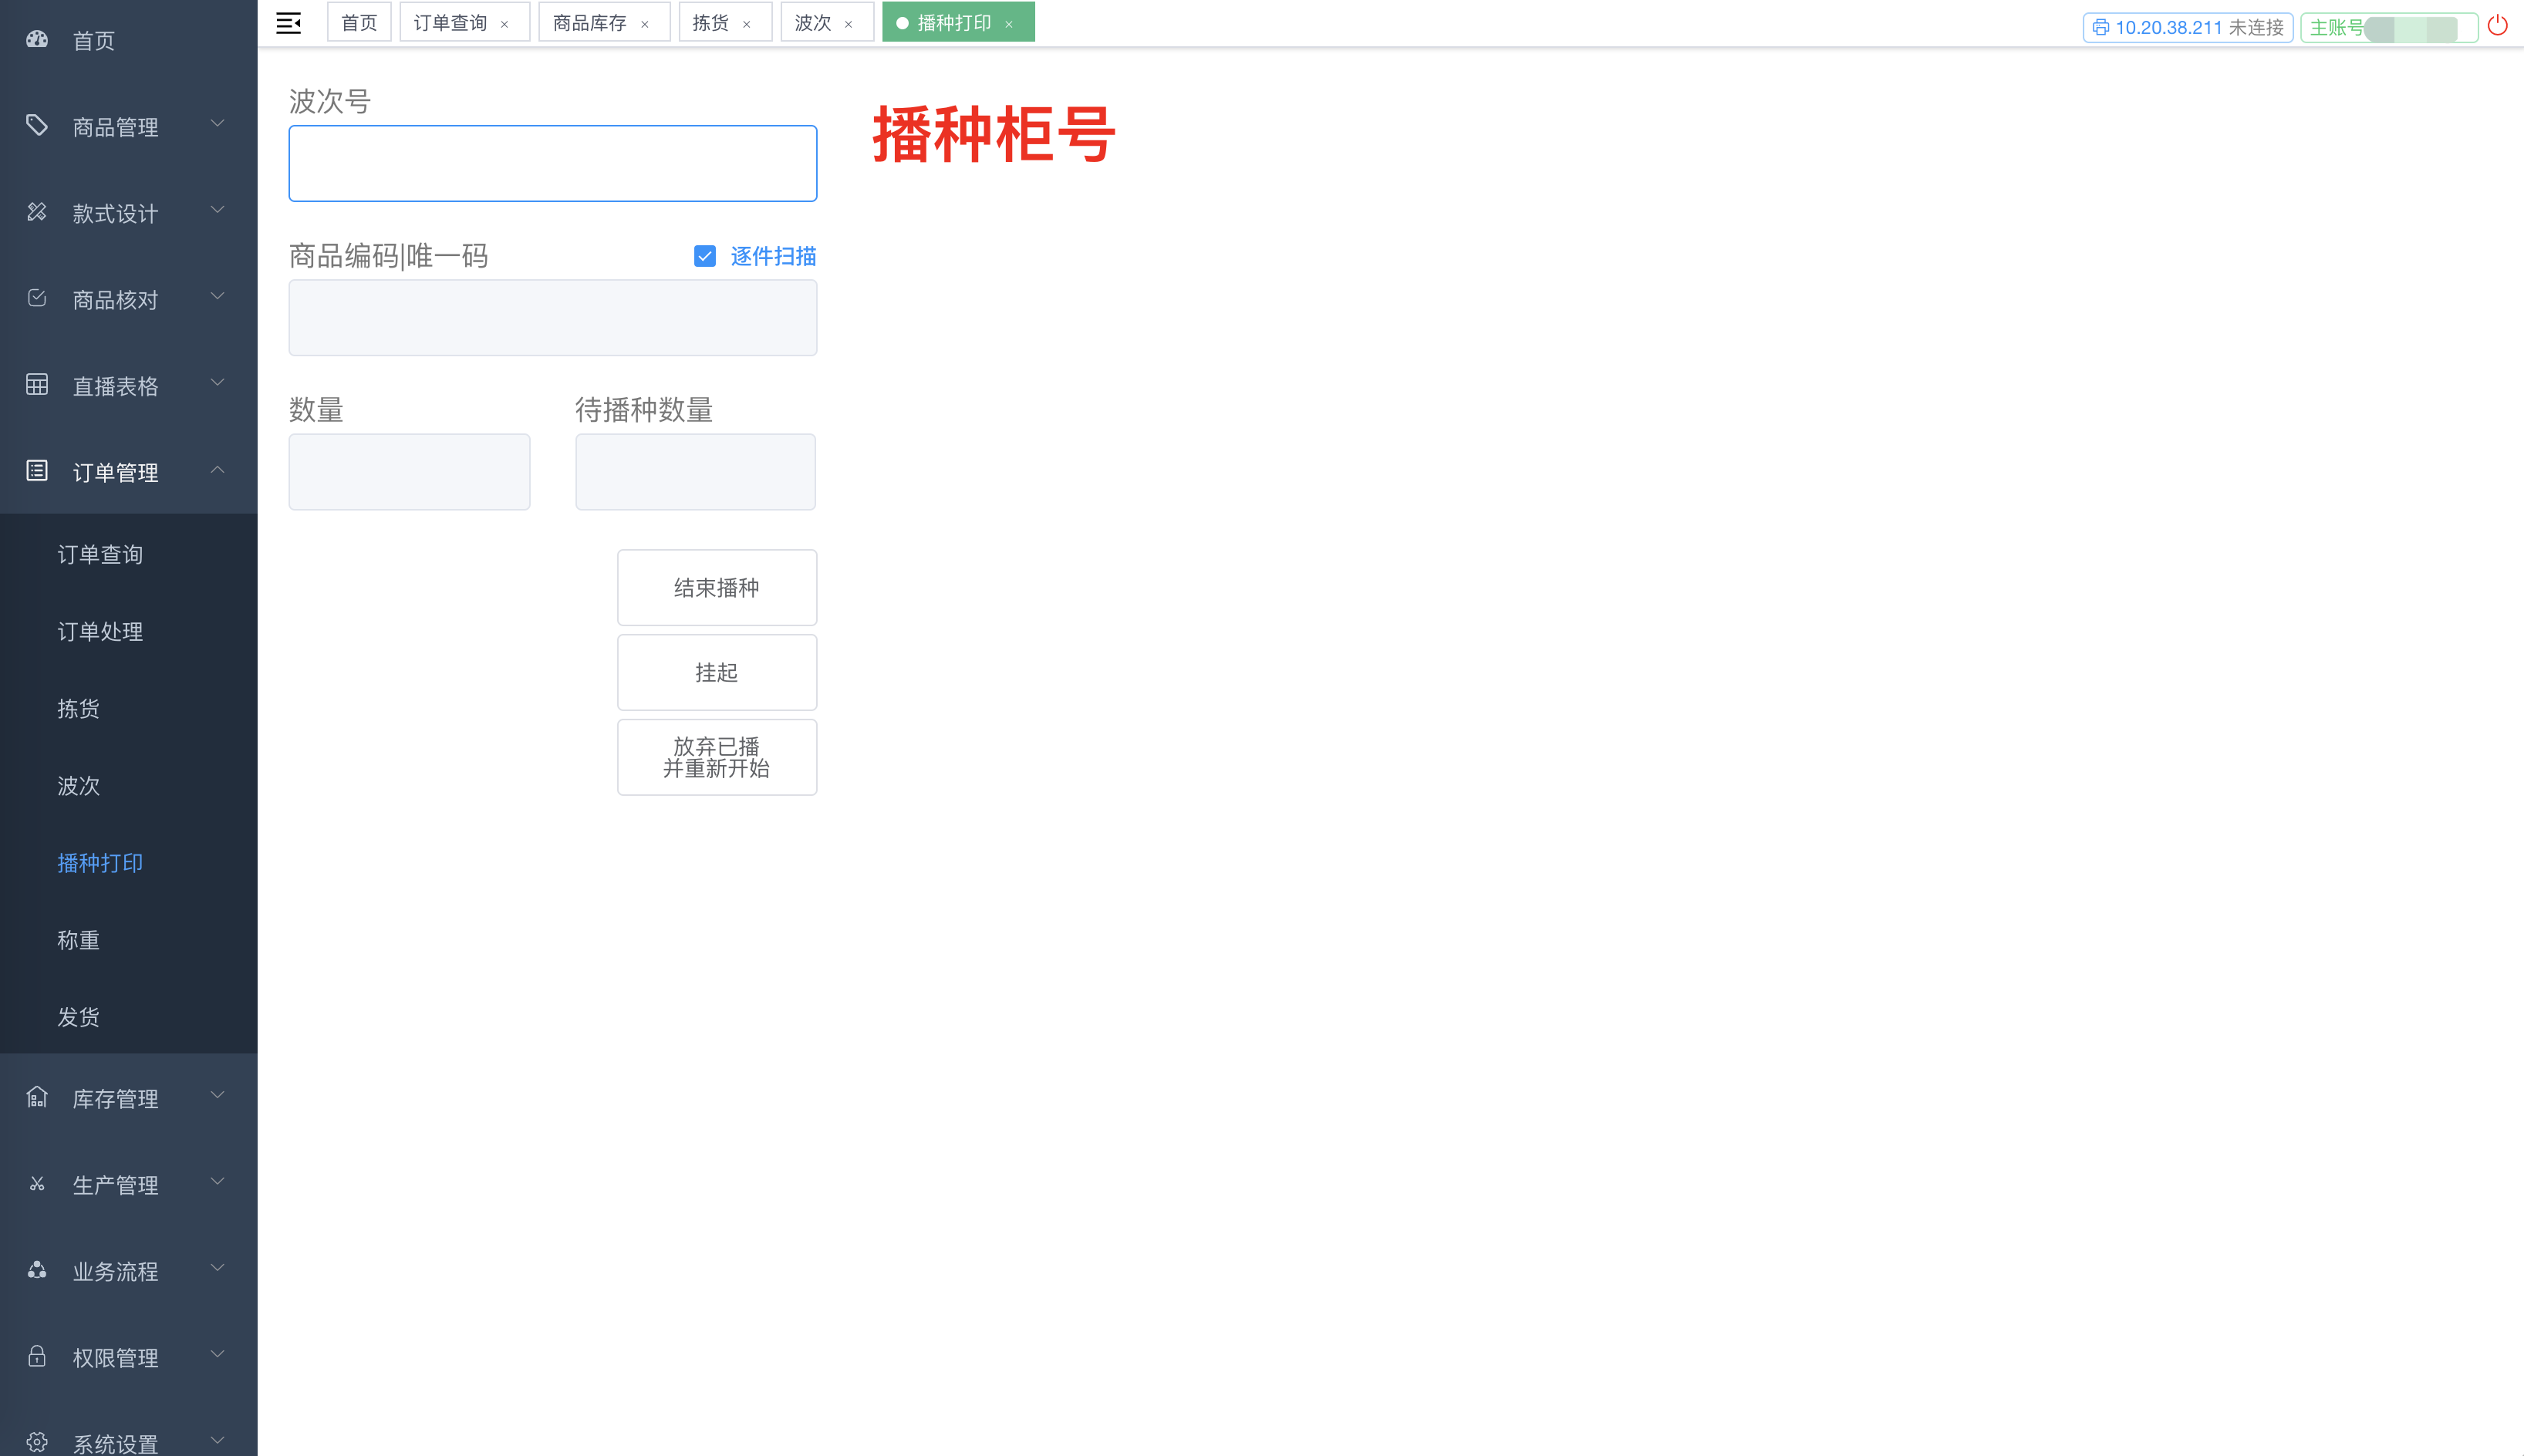 首页
商品管理
款式设计
商品核对
直播表格
订单管理
订单查询
订单处理
拣货
波次
播种打印
称重
发货
库存管理
生产管理
业务流程
权限管理
系统设置
首页 订单查询 × 商品库存 × 拣货 × 波次 × 播种打印 ×
10.20.38.211 未连接 主账号
波次号
播种柜号
商品编码|唯一码 逐件扫描
数量 待播种数量
结束播种
挂起
放弃已播
并重新开始